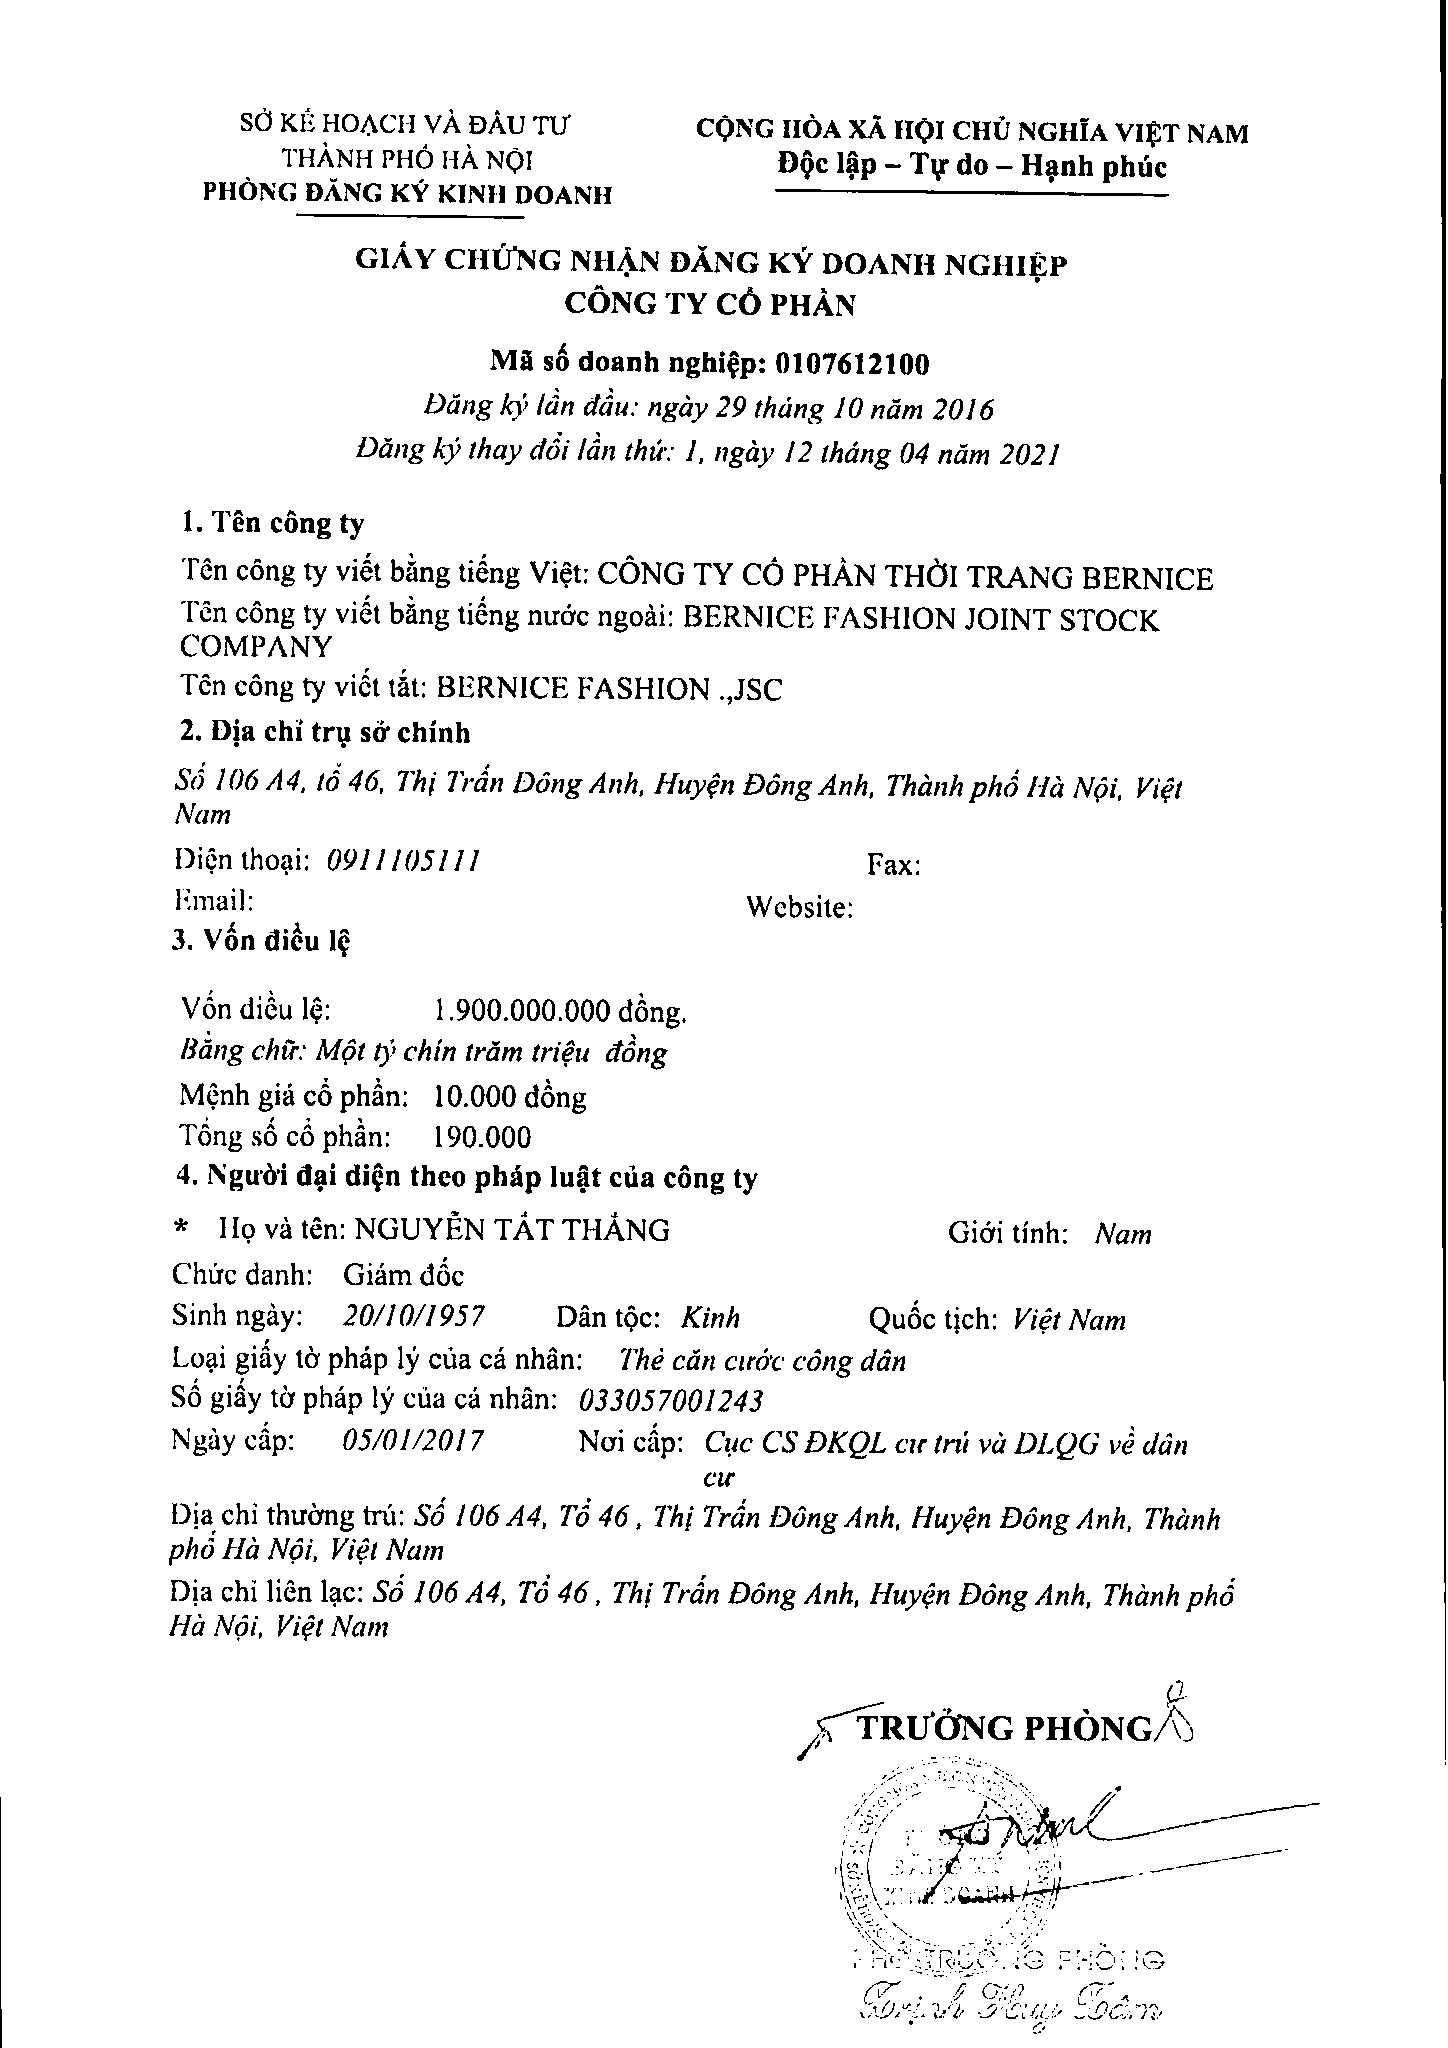 SỞ KẾ HOẠCH VÀ ĐẦU TƯ
THÀNH PHỐ HÀ NỘI
PHÒNG ĐĂNG KÝ KINH DOANH
CỘNG HÒA XÃ HỘI CHỦ NGHĨA VIỆT NAM
Độc lập – Tự do – Hạnh phúc
GIẤY CHỨNG NHẬN ĐĂNG KÝ DOANH NGHIỆP
CÔNG TY CỔ PHẦN
Mã số doanh nghiệp: 0107612100
Đăng ký lần đầu: ngày 29 tháng 10 năm 2016
Đăng ký thay đổi lần thứ: 1, ngày 12 tháng 04 năm 2021
1. Tên công ty
Tên công ty viết bằng tiếng Việt: CÔNG TY CỔ PHẦN THỜI TRANG BERNICE
Tên công ty viết bằng tiếng nước ngoài: BERNICE FASHION JOINT STOCK
COMPANY
Tên công ty viết tắt: BERNICE FASHION .,JSC
2. Địa chỉ trụ sở chính
Số 106 A4, tổ 46, Thị Trấn Đông Anh, Huyện Đông Anh, Thành phố Hà Nội, Việt
Nam
Điện thoại: 0911105111 Fax:
Email: Website:
3. Vốn điều lệ
Vốn điều lệ: 1.900.000.000 đồng.
Bằng chữ: Một tỷ chín trăm triệu đồng
Mệnh giá cổ phần: 10.000 đồng
Tổng số cổ phần: 190.000
4. Người đại diện theo pháp luật của công ty
* Họ và tên: NGUYỄN TẤT THẮNG Giới tính: Nam
Chức danh: Giám đốc
Sinh ngày: 20/10/1957 Dân tộc: Kinh Quốc tịch: Việt Nam
Loại giấy tờ pháp lý của cá nhân: Thẻ căn cước công dân
Số giấy tờ pháp lý của cá nhân: 033057001243
Ngày cấp: 05/01/2017 Nơi cấp: Cục CS ĐKQL cư trú và DLQG về dân
cư
Địa chỉ thường trú: Số 106 A4, Tổ 46 , Thị Trấn Đông Anh, Huyện Đông Anh, Thành
phố Hà Nội, Việt Nam
Địa chỉ liên lạc: Số 106 A4, Tổ 46 , Thị Trấn Đông Anh, Huyện Đông Anh, Thành phố
Hà Nội, Việt Nam
TRƯỞNG PHÒNG
PHÒNG
ĐĂNG KÝ
KINH DOANH
PHÓ TRƯỞNG PHÒNG
Trịnh Huy Tâm